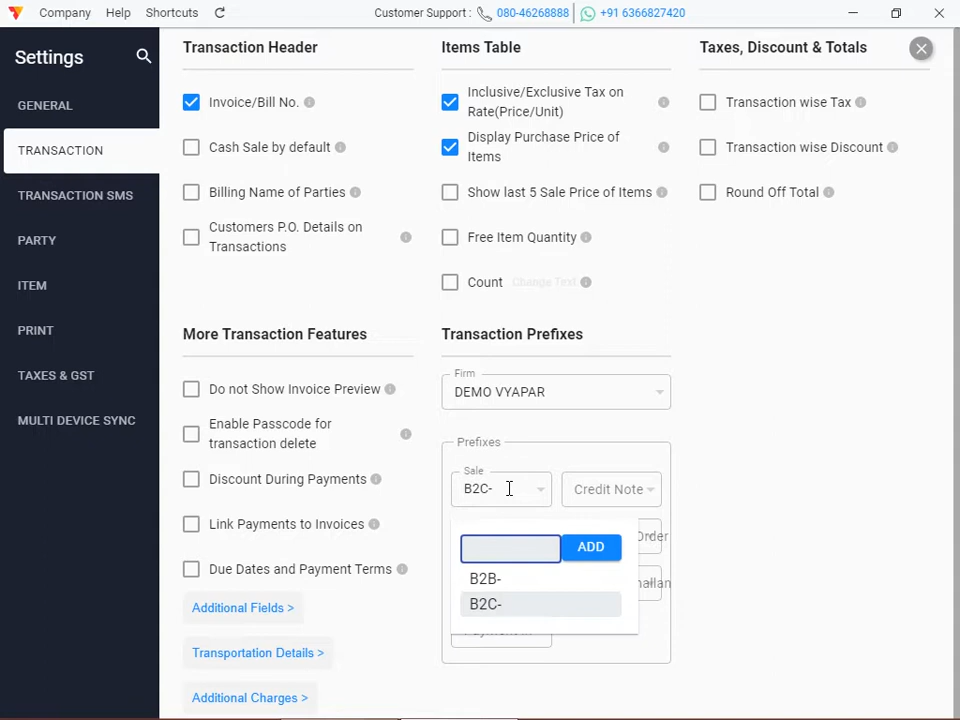 Company Help Shortcuts Customer Support : 080-46268888 +91 6366827420
Settings
GENERAL
TRANSACTION
TRANSACTION SMS
PARTY
ITEM
PRINT
TAXES & GST
MULTI DEVICE SYNC
Transaction Header
Invoice/Bill No.
Cash Sale by default
Billing Name of Parties
Customers P.O. Details on
Transactions
Items Table
Inclusive/Exclusive Tax on
Rate(Price/Unit)
Display Purchase Price of
Items
Show last 5 Sale Price of Items
Free Item Quantity
Count Change Text
Taxes, Discount & Totals
Transaction wise Tax
Transaction wise Discount
Round Off Total
More Transaction Features
Do not Show Invoice Preview
Enable Passcode for
transaction delete
Discount During Payments
Link Payments to Invoices
Due Dates and Payment Terms
Additional Fields >
Transportation Details >
Additional Charges >
Transaction Prefixes
Firm
DEMO VYAPAR
Prefixes
Sale
B2C-
Credit Note
Order
ADD
B2B-
B2C-